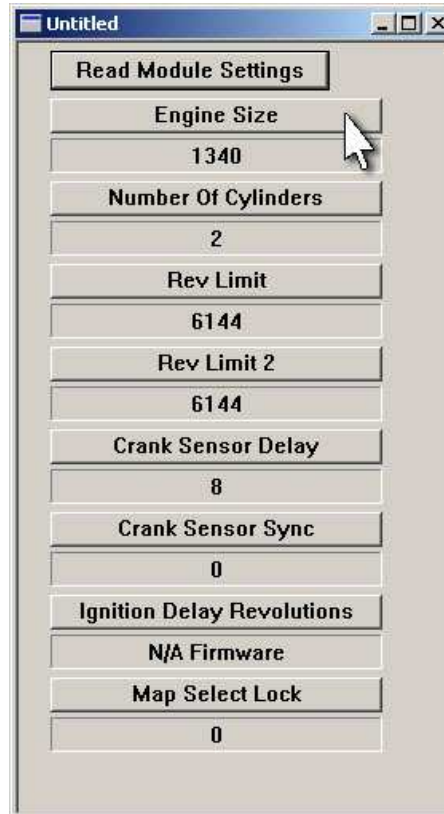 Untitled
Read Module Settings
Engine Size
1340
Number Of Cylinders
2
Rev Limit
6144
Rev Limit 2
6144
Crank Sensor Delay
8
Crank Sensor Sync
0
Ignition Delay Revolutions
N/A Firmware
Map Select Lock
0